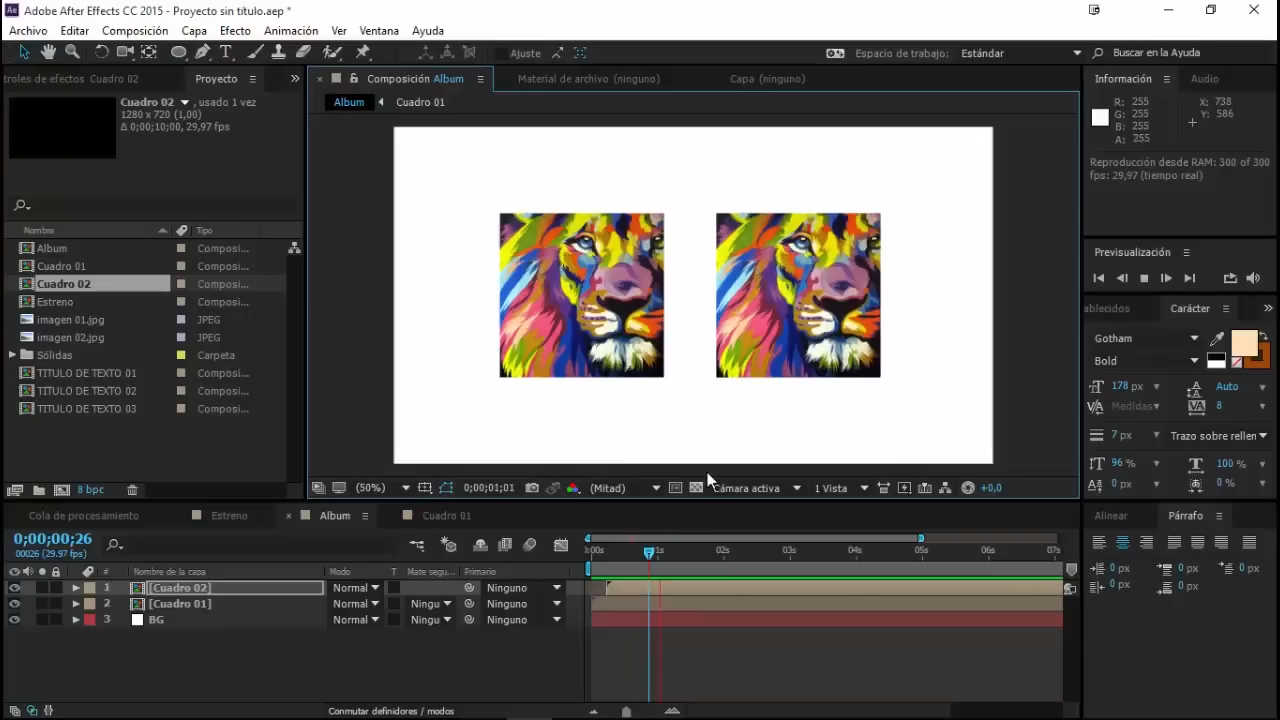 Adobe After Effects CC 2015 - Proyecto sin título.aep *
Archivo Editar Composición Capa Efecto Animación Ver Ventana Ayuda
Ajuste Espacio de trabajo: Estándar Buscar en la Ayuda
troles de efectos Cuadro 02 Proyecto
Composición Album Material de archivo (ninguno) Capa (ninguno)
Información Audio
Cuadro 02 , usado 1 vez
1280 x 720 (1,00)
Δ 0;00;10;00, 29,97 fps
Album Cuadro 01
R: 255 X: 738
G: 255 Y: 586
B: 255
A: 255
Reproducción desde RAM: 300 of 300
fps: 29,97 (tiempo real)
Nombre Tipo
Album Composi...
Cuadro 01 Composi...
Cuadro 02 Composi...
Estreno Composi...
imagen 01.jpg JPEG
imagen 02.jpg JPEG
Sólidas Carpeta
TITULO DE TEXTO 01 Composi...
TITULO DE TEXTO 02 Composi...
TITULO DE TEXTO 03 Composi...
8 bpc
(50%) 0;00;01;01 (Mitad) Cámara activa 1 Vista +0,0
Previsualización
ablecidos Carácter
Gotham
Bold
178 px Auto
Medidas 8
7 px Trazo sobre rellen
96 % 100 %
0 px 0 %
Alinear Párrafo
0 px 0 px 0 px
0 px 0 px
Cola de procesamiento Estreno Album Cuadro 01
0;00;00;26
00026 (29.97 fps)
:00s 1s 02s 03s 04s 05s 06s 07s
# Nombre de la capa Modo T Mate segu... Primario
1 [Cuadro 02] Normal Ninguno
2 [Cuadro 01] Normal Ningu Ninguno
3 BG Normal Ningu Ninguno
Conmutar definidores / modos